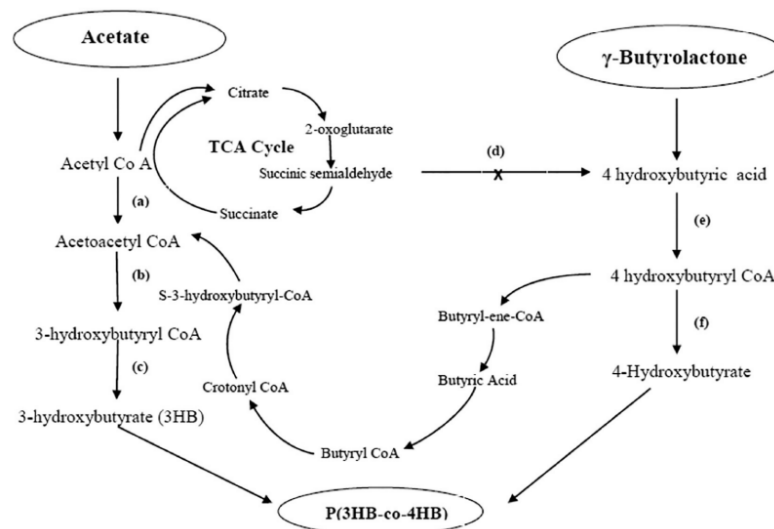 Acetate
γ-Butyrolactone
Citrate
2-oxoglutarate
TCA Cycle
(d)
Acetyl Co A
Succinic semialdehyde
4 hydroxybutyric acid
(a)
Succinate
(e)
Acetoacetyl CoA
(b)
4 hydroxybutyryl CoA
S-3-hydroxybutyryl-CoA
Butyryl-ene-CoA
(f)
3-hydroxybutyryl CoA
(c)
Crotonyl CoA
Butyric Acid
4-Hydroxybutyrate
3-hydroxybutyrate (3HB)
Butyryl CoA
P(3HB-co-4HB)